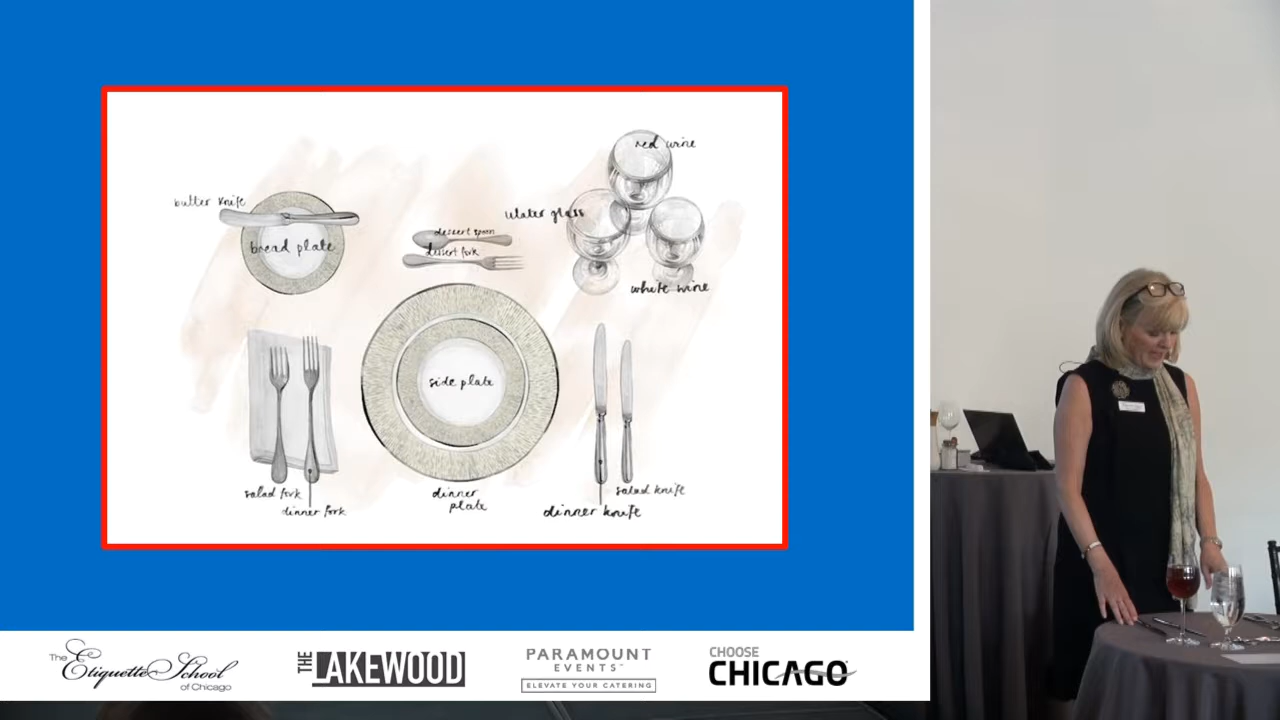 red wine
butter knife
water glass
dessert spoon
bread plate
dessert fork
white wine
side plate
salad fork
dinner fork
dinner
plate
salad knife
dinner knife
The
Etiquette School
of Chicago
THE
LAKEWOOD
PARAMOUNT
EVENTS
ELEVATE YOUR CATERING
CHOOSE
CHICAGO